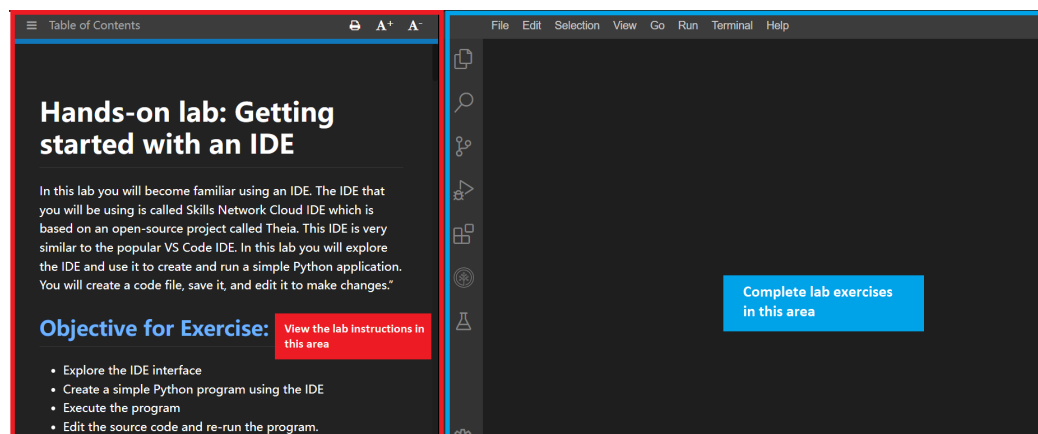 Table of Contents
A+ A-
File Edit Selection View Go Run Terminal Help
Hands-on lab: Getting
started with an IDE
In this lab you will become familiar using an IDE. The IDE that
you will be using is called Skills Network Cloud IDE which is
based on an open-source project called Theia. This IDE is very
similar to the popular VS Code IDE. In this lab you will explore
the IDE and use it to create and run a simple Python application.
You will create a code file, save it, and edit it to make changes.”
Objective for Exercise:
View the lab instructions in
this area
• Explore the IDE interface
• Create a simple Python program using the IDE
• Execute the program
• Edit the source code and re-run the program.
Complete lab exercises
in this area